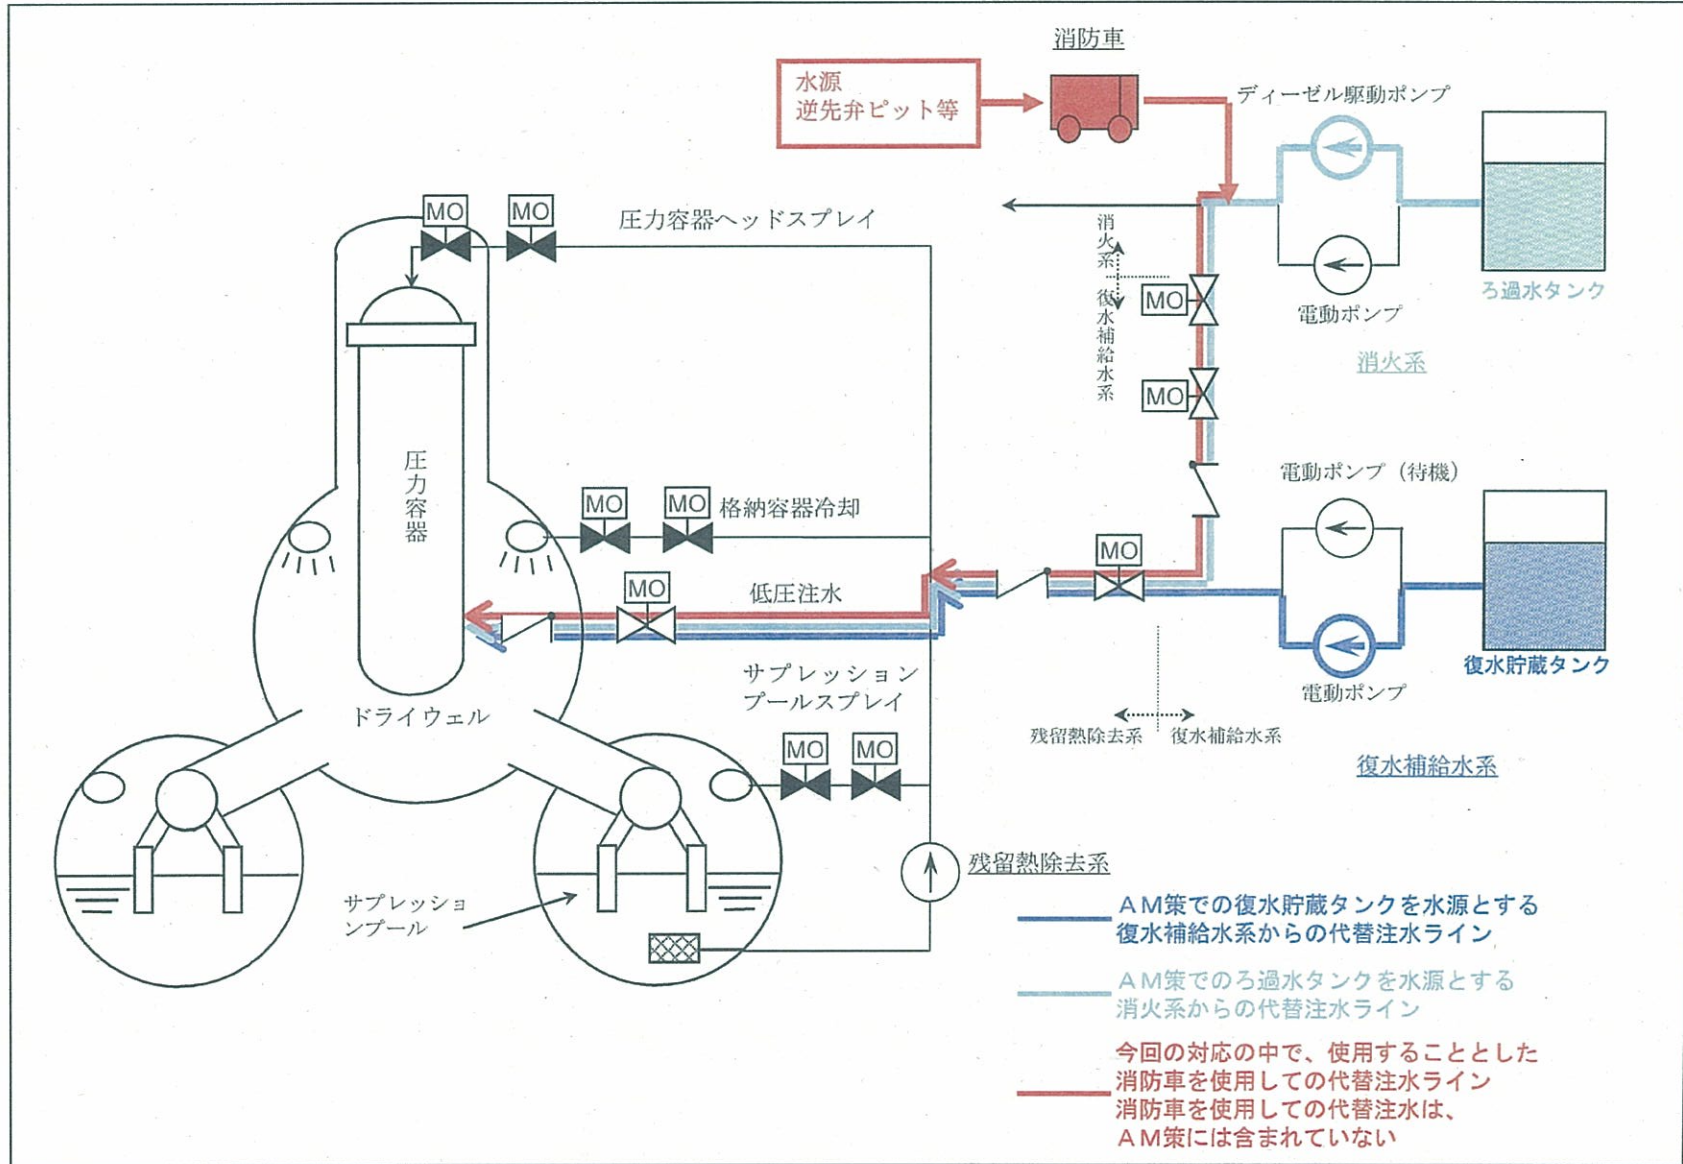 消防車
水源
逆先弁ピット等
ディーゼル駆動ポンプ
MO
MO
圧力容器ヘッドスプレイ
消火系
復水補給水系
MO
電動ポンプ
ろ過水タンク
消火系
MO
圧力容器
MO
MO
格納容器冷却
電動ポンプ（待機）
MO
MO
低圧注水
復水貯蔵タンク
電動ポンプ
サプレッション
プールスプレイ
ドライウェル
残留熱除去系
復水補給水系
MO
MO
復水補給水系
残留熱除去系
サプレッショ
ンプール
ＡＭ策での復水貯蔵タンクを水源とする
復水補給水系からの代替注水ライン
ＡＭ策でのろ過水タンクを水源とする
消火系からの代替注水ライン
今回の対応の中で、使用することとした
消防車を使用しての代替注水ライン
消防車を使用しての代替注水は、
ＡＭ策には含まれていない